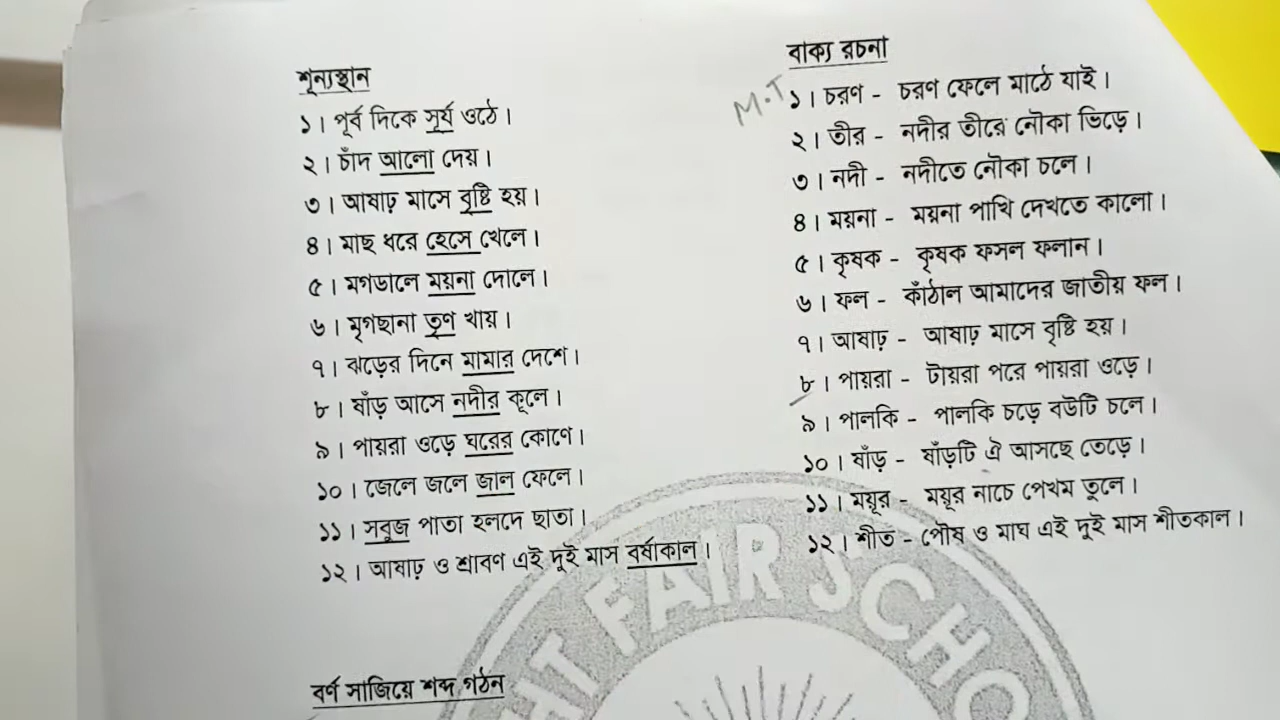 শূন্যস্থান
১। পূর্ব দিকে সূর্য ওঠে।
২। চাঁদ আলো দেয়।
৩। আষাঢ় মাসে বৃষ্টি হয়।
৪। মাছ ধরে হেসে খেলে।
৫। মগডালে ময়না দোলে।
৬। মৃগছানা তৃণ খায়।
৭। ঝড়ের দিনে মামার দেশে।
৮। ষাঁড় আসে নদীর কূলে।
৯। পায়রা ওড়ে ঘরের কোণে।
১০। জেলে জলে জাল ফেলে।
১১। সবুজ পাতা হলদে ছাতা।
১২। আষাঢ় ও শ্রাবণ এই দুই মাস বর্ষাকাল।
বর্ণ সাজিয়ে শব্দ গঠন
বাক্য রচনা
M.T
১। চরণ - চরণ ফেলে মাঠে যাই।
২। তীর - নদীর তীরে নৌকা ভিড়ে।
৩। নদী - নদীতে নৌকা চলে।
৪। ময়না - ময়না পাখি দেখতে কালো।
৫। কৃষক - কৃষক ফসল ফলান।
৬। ফল - কাঁঠাল আমাদের জাতীয় ফল।
৭। আষাঢ় - আষাঢ় মাসে বৃষ্টি হয়।
৮। পায়রা - টায়রা পরে পায়রা ওড়ে।
৯। পালকি - পালকি চড়ে বউটি চলে।
১০। ষাঁড় - ষাঁড়টি ঐ আসছে তেড়ে।
১১। ময়ূর - ময়ূর নাচে পেখম তুলে।
১২। শীত - পৌষ ও মাঘ এই দুই মাস শীতকাল।
HT FAIR SCHO